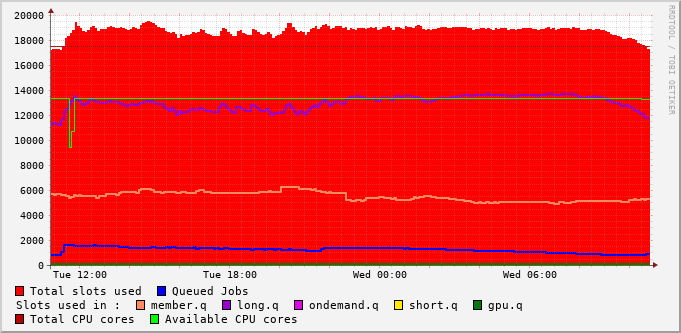 20000
18000
16000
14000
12000
10000
8000
6000
4000
2000
0
Tue 12:00 Tue 18:00 Wed 00:00 Wed 06:00
RRDTOOL / TOBI OETIKER
Total slots used Queued Jobs
Slots used in : member.q long.q ondemand.q short.q gpu.q
Total CPU cores Available CPU cores